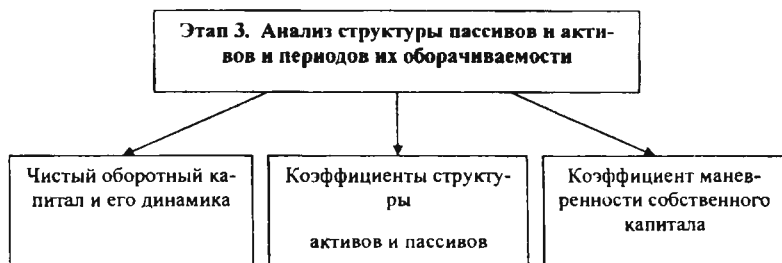 Этап 3. Анализ структуры пассивов и акти-
вов и периодов их оборачиваемости
Чистый оборотный ка-
питал и его динамика
Коэффициенты структу-
ры
активов и пассивов
Коэффициент манев-
ренности собственного
капитала